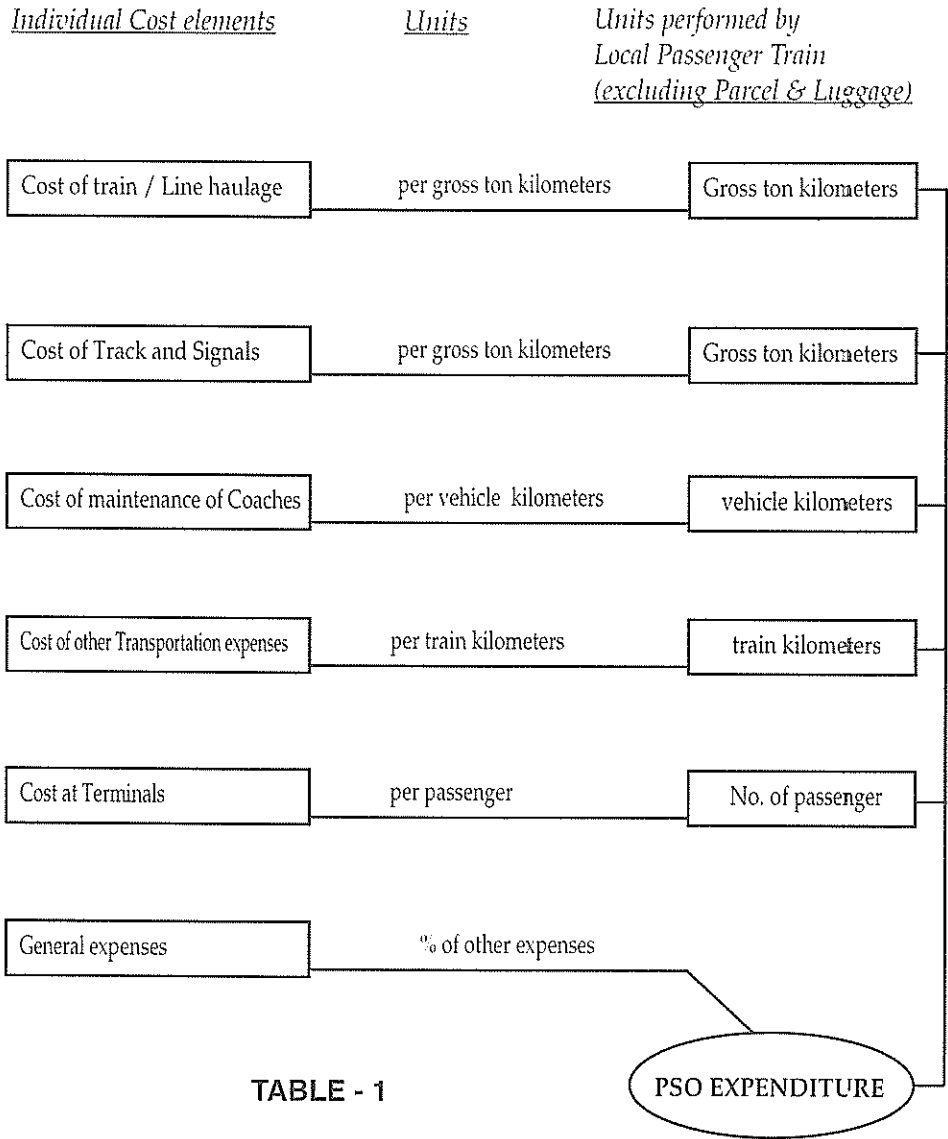 Individual Cost elements Units Units performed by
Local Passenger Train
(excluding Parcel & Luggage)
Cost of train / Line haulage per gross ton kilometers Gross ton kilometers
Cost of Track and Signals per gross ton kilometers Gross ton kilometers
Cost of maintenance of Coaches per vehicle kilometers vehicle kilometers
Cost of other Transportation expenses per train kilometers train kilometers
Cost at Terminals per passenger No. of passenger
General expenses % of other expenses
TABLE - 1 PSO EXPENDITURE